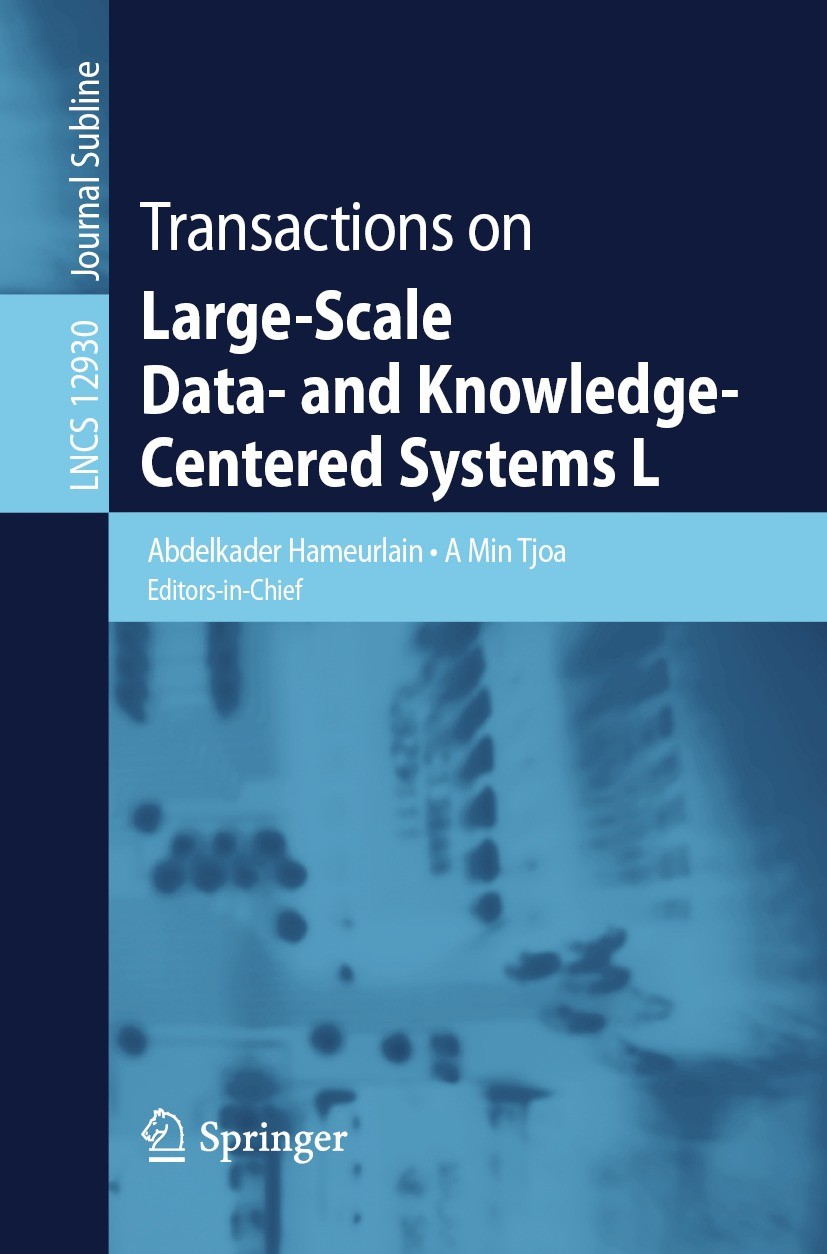 Journal Subline
LNCS 12930
Transactions on
Large-Scale
Data- and Knowledge-
Centered Systems L
Abdelkader Hameurlain • A Min Tjoa
Editors-in-Chief
Springer